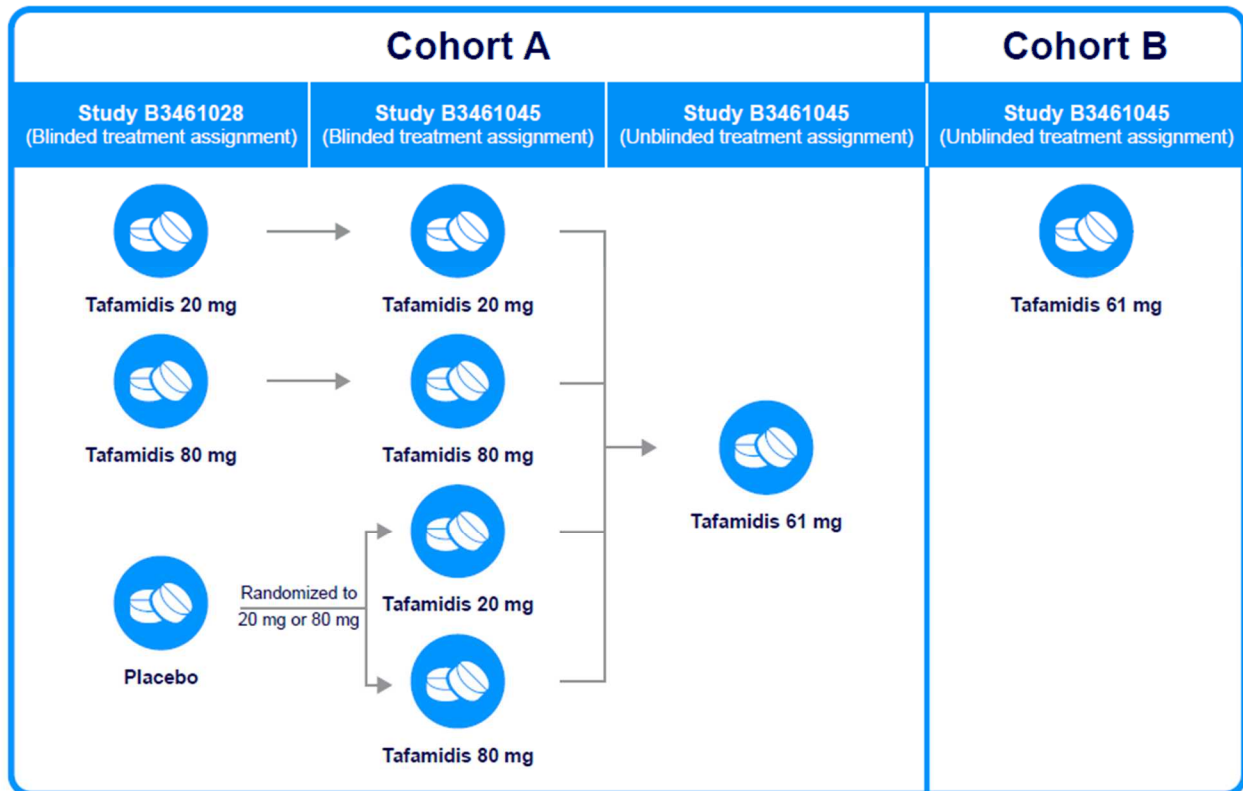 Cohort A
Cohort B
Study B3461028
(Blinded treatment assignment)
Study B3461045
(Blinded treatment assignment)
Study B3461045
(Unblinded treatment assignment)
Study B3461045
(Unblinded treatment assignment)
Tafamidis 20 mg
Tafamidis 20 mg
Tafamidis 61 mg
Tafamidis 80 mg
Tafamidis 80 mg
Tafamidis 61 mg
Randomized to
20 mg or 80 mg
Tafamidis 20 mg
Placebo
Tafamidis 80 mg